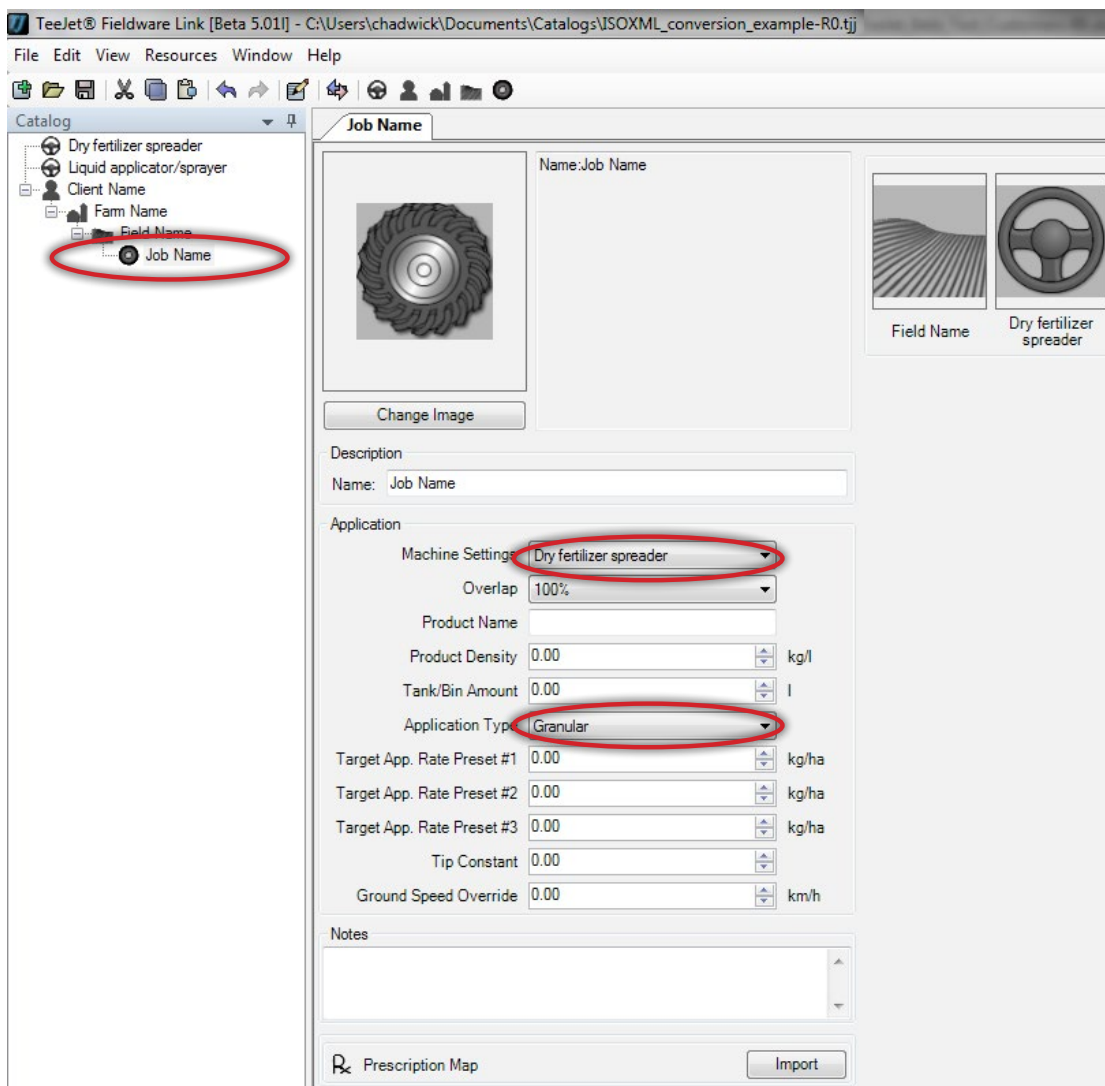 TeeJet® Fieldware Link [Beta 5.01l] - C:\Users\chadwick\Documents\Catalogs\ISOXML_conversion_example-R0.tjj
File Edit View Resources Window Help
Catalog
Dry fertilizer spreader
Liquid applicator/sprayer
Client Name
Farm Name
Field Name
Job Name
Job Name
Name:Job Name
Change Image
Field Name
Dry fertilizer
spreader
Description
Name: Job Name
Application
Machine Settings Dry fertilizer spreader
Overlap 100%
Product Name
Product Density 0.00 kg/l
Tank/Bin Amount 0.00 l
Application Type Granular
Target App. Rate Preset #1 0.00 kg/ha
Target App. Rate Preset #2 0.00 kg/ha
Target App. Rate Preset #3 0.00 kg/ha
Tip Constant 0.00
Ground Speed Override 0.00 km/h
Notes
Prescription Map Import